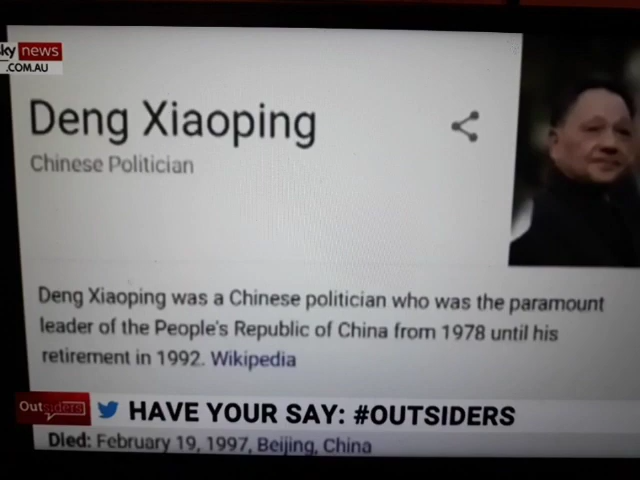 sky news
.COM.AU
Deng Xiaoping
Chinese Politician
Deng Xiaoping was a Chinese politician who was the paramount
leader of the People's Republic of China from 1978 until his
retirement in 1992. Wikipedia
Outsiders HAVE YOUR SAY: #OUTSIDERS
Died: February 19, 1997, Beijing, China